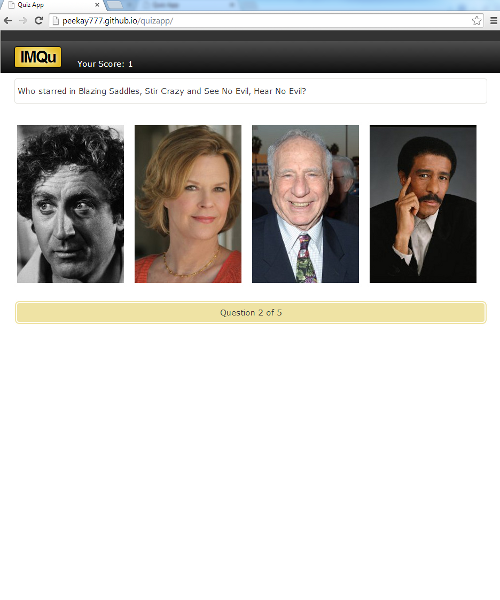 Quiz App
peekay777.github.io/quizapp/
IMQu
Your Score: 1
Who starred in Blazing Saddles, Stir Crazy and See No Evil, Hear No Evil?
Question 2 of 5